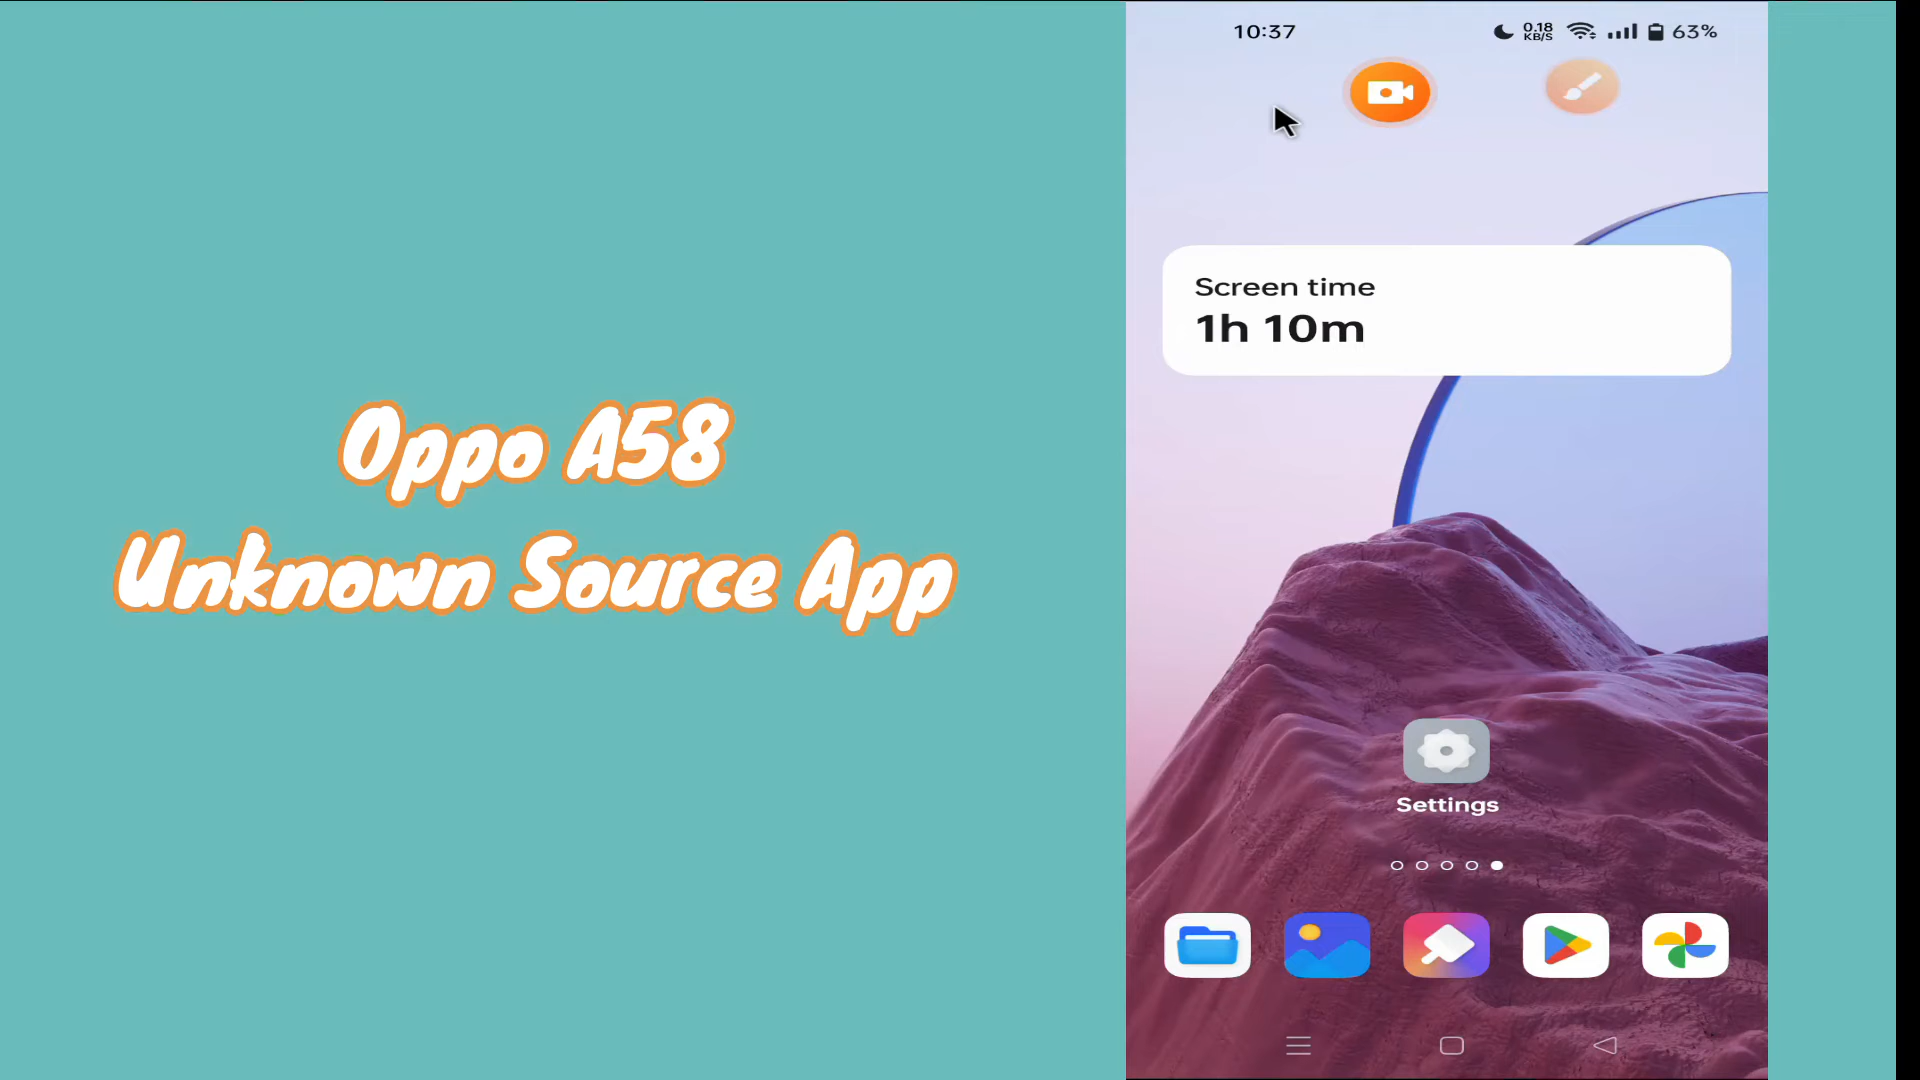 10:37
0.18
KB/S
63%
Screen time
1h 10m
Oppo A58
Unknown Source App
Settings